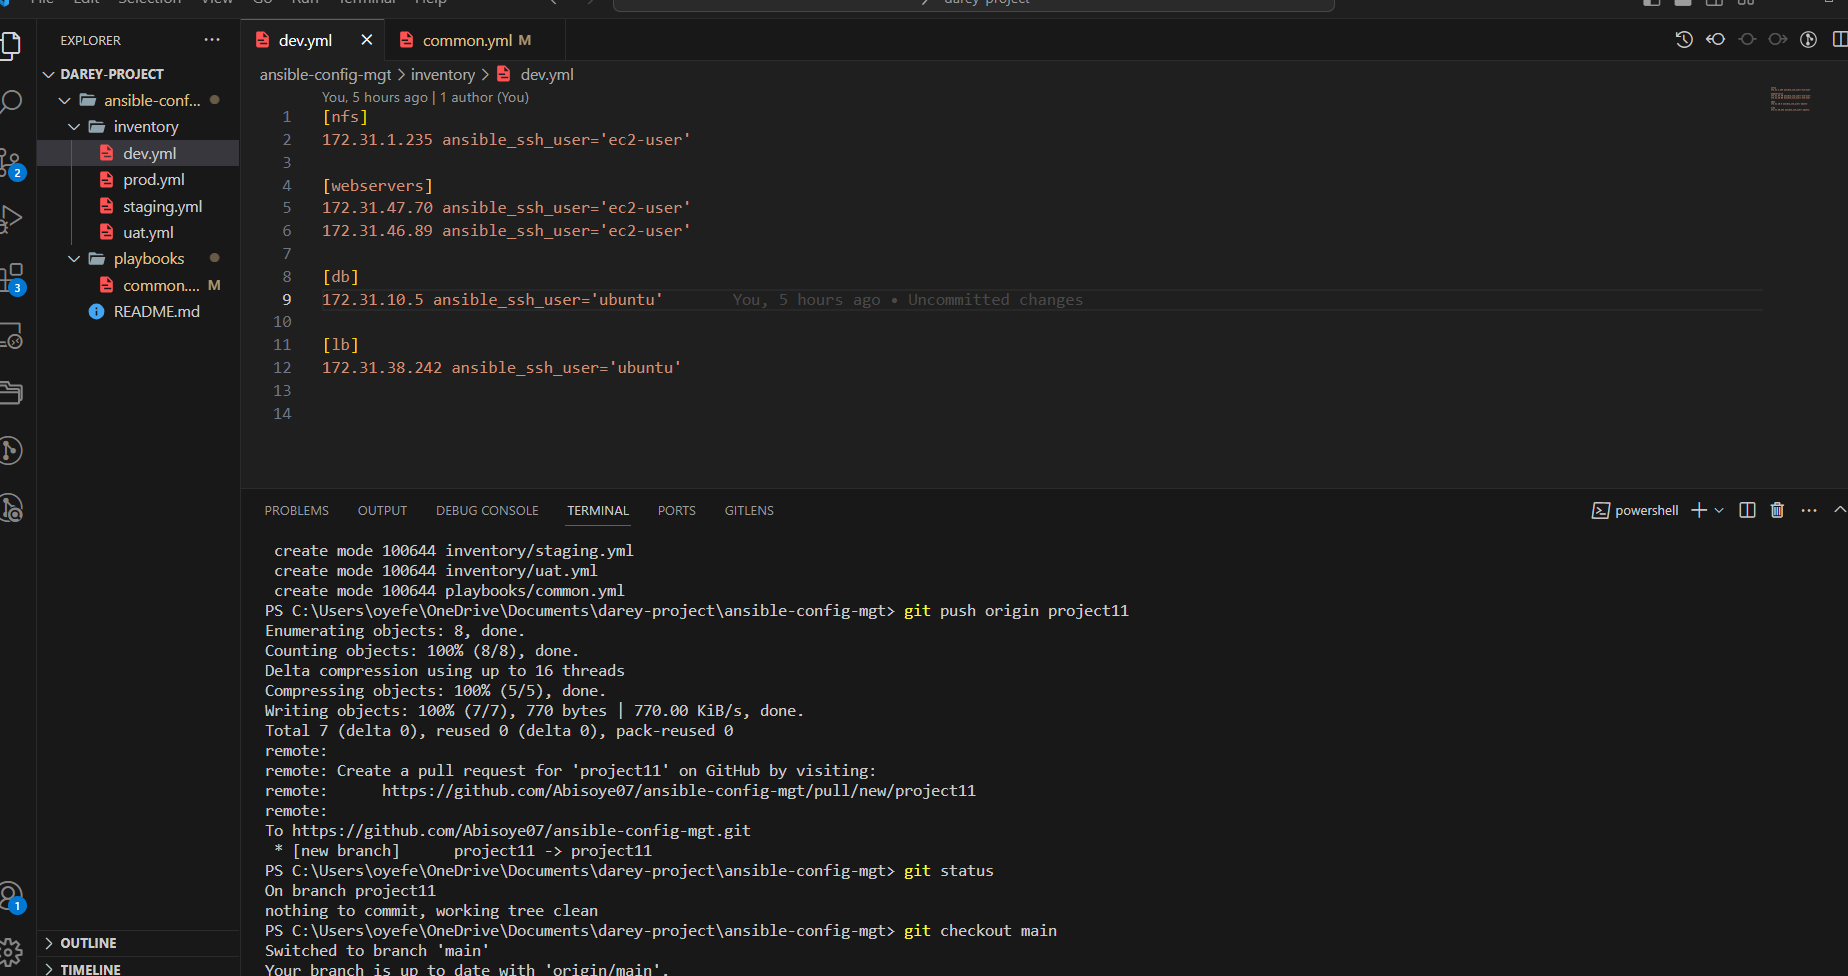 File Edit Selection View Go Run Terminal Help
darey-project
EXPLORER
DAREY-PROJECT
ansible-conf...
inventory
dev.yml
prod.yml
staging.yml
uat.yml
playbooks
common.... M
README.md
OUTLINE
TIMELINE
2
3
1
dev.yml
common.yml M
ansible-config-mgt > inventory > dev.yml
You, 5 hours ago | 1 author (You)
1 [nfs]
2 172.31.1.235 ansible_ssh_user='ec2-user'
3
4 [webservers]
5 172.31.47.70 ansible_ssh_user='ec2-user'
6 172.31.46.89 ansible_ssh_user='ec2-user'
7
8 [db]
9 172.31.10.5 ansible_ssh_user='ubuntu' You, 5 hours ago • Uncommitted changes
10
11 [lb]
12 172.31.38.242 ansible_ssh_user='ubuntu'
13
14
PROBLEMS OUTPUT DEBUG CONSOLE TERMINAL PORTS GITLENS
powershell
create mode 100644 inventory/staging.yml
create mode 100644 inventory/uat.yml
create mode 100644 playbooks/common.yml
PS C:\Users\oyefe\OneDrive\Documents\darey-project\ansible-config-mgt> git push origin project11
Enumerating objects: 8, done.
Counting objects: 100% (8/8), done.
Delta compression using up to 16 threads
Compressing objects: 100% (5/5), done.
Writing objects: 100% (7/7), 770 bytes | 770.00 KiB/s, done.
Total 7 (delta 0), reused 0 (delta 0), pack-reused 0
remote:
remote: Create a pull request for 'project11' on GitHub by visiting:
remote:      https://github.com/Abisoye07/ansible-config-mgt/pull/new/project11
remote:
To https://github.com/Abisoye07/ansible-config-mgt.git
 * [new branch]      project11 -> project11
PS C:\Users\oyefe\OneDrive\Documents\darey-project\ansible-config-mgt> git status
On branch project11
nothing to commit, working tree clean
PS C:\Users\oyefe\OneDrive\Documents\darey-project\ansible-config-mgt> git checkout main
Switched to branch 'main'
Your branch is up to date with 'origin/main'.